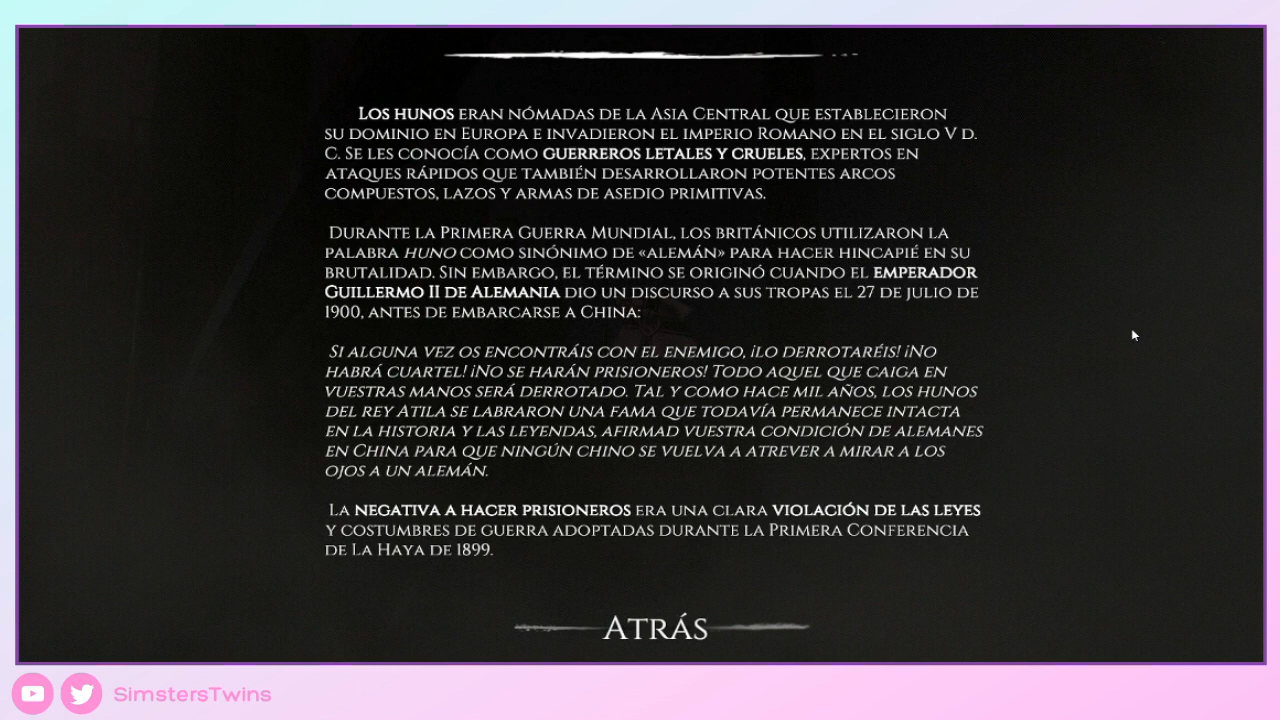 Los hunos eran nómadas de la Asia Central que establecieron
su dominio en Europa e invadieron el imperio Romano en el siglo V d.
C. Se les conocía como guerreros letales y crueles, expertos en
ataques rápidos que también desarrollaron potentes arcos
compuestos, lazos y armas de asedio primitivas.
Durante la Primera Guerra Mundial, los británicos utilizaron la
palabra huno como sinónimo de «alemán» para hacer hincapié en su
brutalidad. Sin embargo, el término se originó cuando el emperador
Guillermo II de Alemania dio un discurso a sus tropas el 27 de julio de
1900, antes de embarcarse a China:
Si alguna vez os encontráis con el enemigo, ¡lo derrotaréis! ¡No
habrá cuartel! ¡No se harán prisioneros! Todo aquel que caiga en
vuestras manos será derrotado. Tal y como hace mil años, los hunos
del rey Atila se labraron una fama que todavía permanece intacta
en la historia y las leyendas, afirmad vuestra condición de alemanes
en China para que ningún chino se vuelva a atrever a mirar a los
ojos a un alemán.
La negativa a hacer prisioneros era una clara violación de las leyes
y costumbres de guerra adoptadas durante la Primera Conferencia
de La Haya de 1899.
Atrás
SimstersTwins